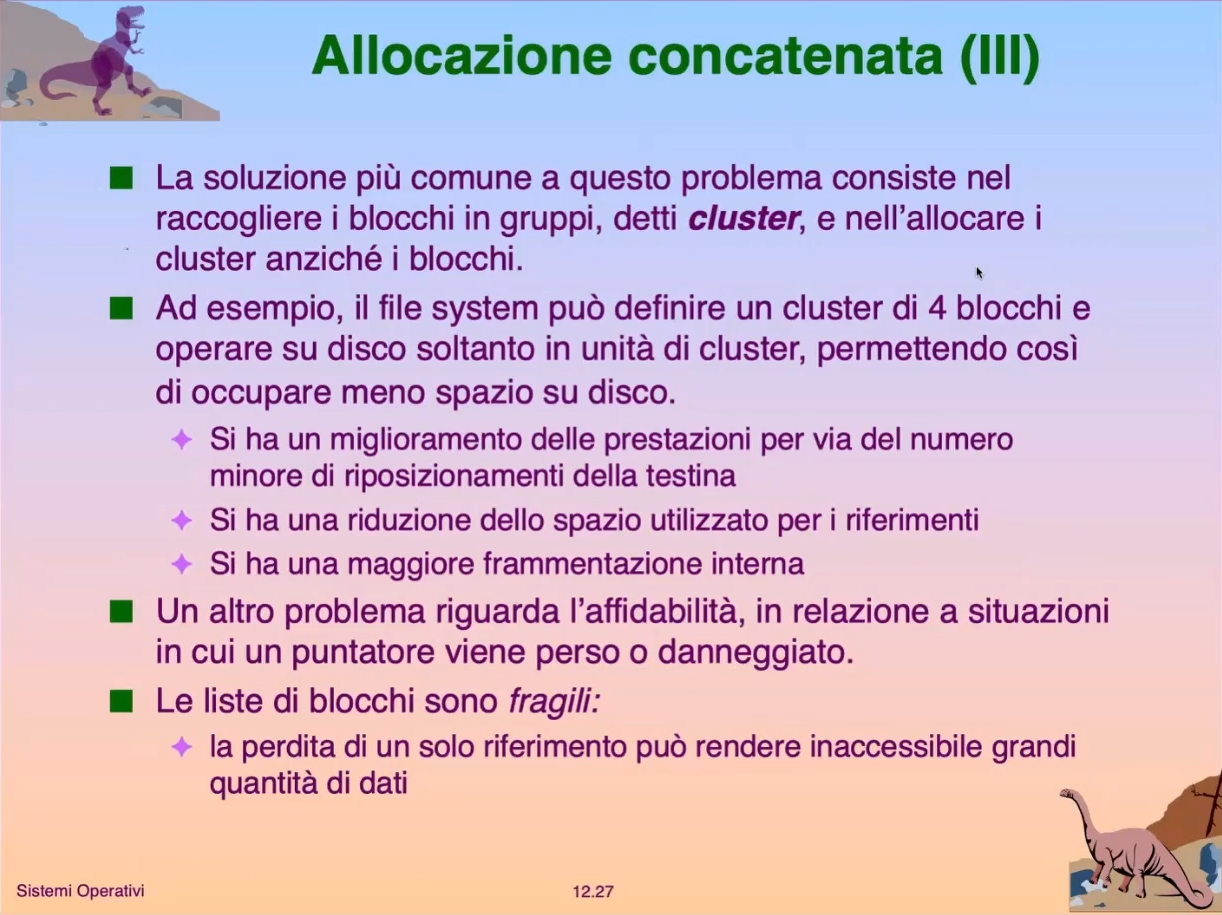 Allocazione concatenata (III)
La soluzione più comune a questo problema consiste nel
raccogliere i blocchi in gruppi, detti cluster, e nell'allocare i
cluster anziché i blocchi.
Ad esempio, il file system può definire un cluster di 4 blocchi e
operare su disco soltanto in unità di cluster, permettendo così
di occupare meno spazio su disco.
Si ha un miglioramento delle prestazioni per via del numero
minore di riposizionamenti della testina
Si ha una riduzione dello spazio utilizzato per i riferimenti
Si ha una maggiore frammentazione interna
Un altro problema riguarda l'affidabilità, in relazione a situazioni
in cui un puntatore viene perso o danneggiato.
Le liste di blocchi sono fragili:
la perdita di un solo riferimento può rendere inaccessibile grandi
quantità di dati
Sistemi Operativi
12.27